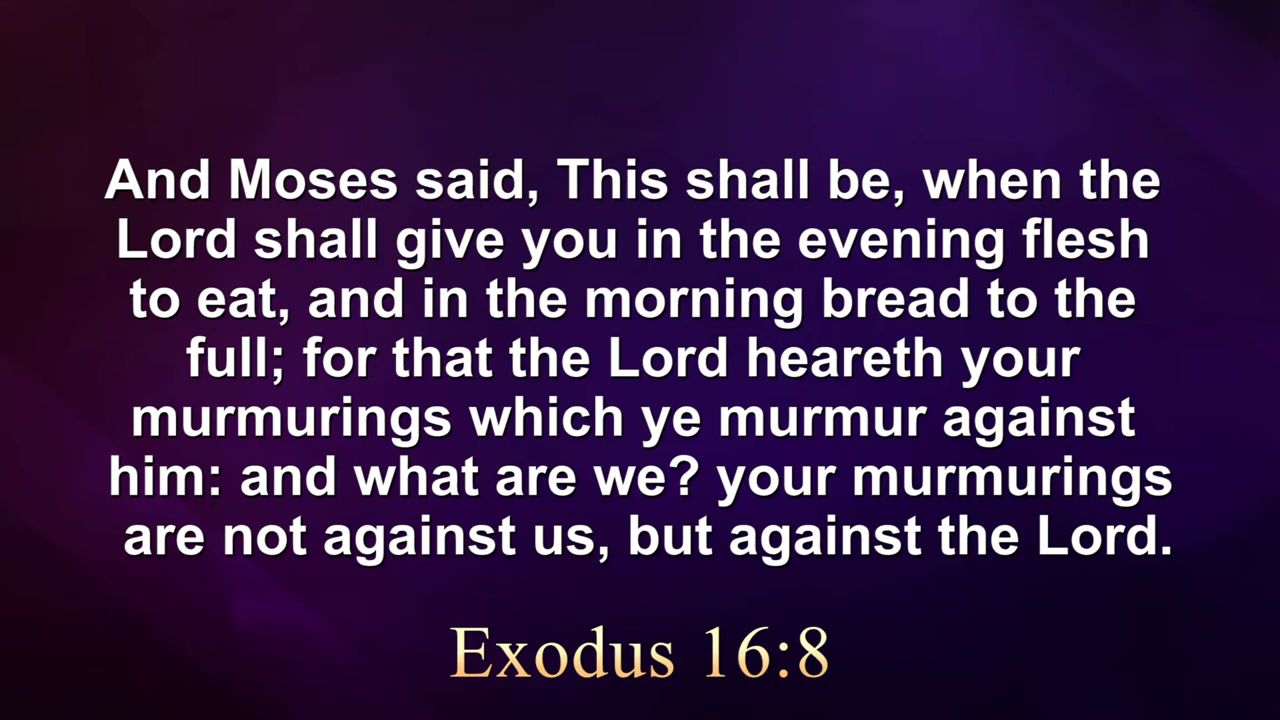 And Moses said, This shall be, when the
Lord shall give you in the evening flesh
to eat, and in the morning bread to the
full; for that the Lord heareth your
murmurings which ye murmur against
him: and what are we? your murmurings
are not against us, but against the Lord.
Exodus 16:8